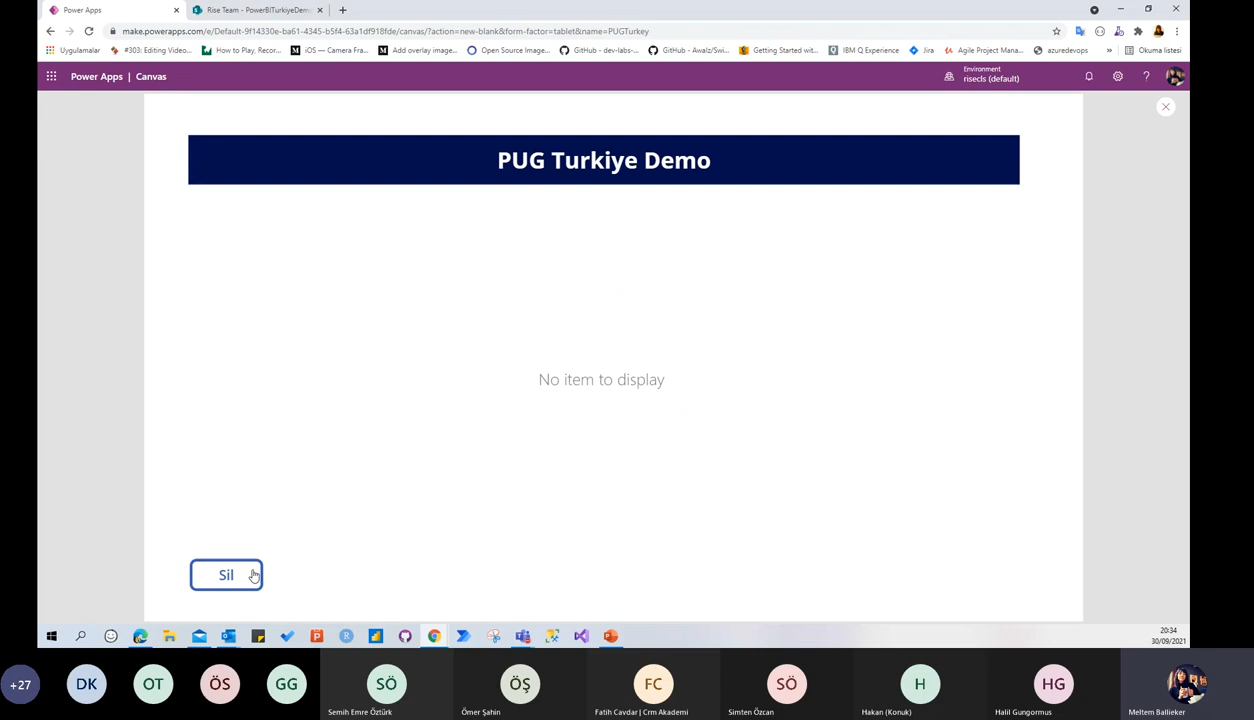 Power Apps
Rise Team - PowerBITurkiyeDem
make.powerapps.com/e/Default-9f14330e-ba61-4345-b5f4-63a1df918fde/canvas/?action=new-blank&form-factor=tablet&name=PUGTurkey
Uygulamalar
#303: Editing Video...
How to Play, Recor...
iOS — Camera Fra...
Add overlay image...
Open Source Image...
GitHub - dev-labs-...
GitHub - Awalz/Swi...
Getting Started wit...
IBM Q Experience
Jira
Agile Project Mana...
azuredevops
»
Okuma listesi
Power Apps | Canvas
Environment
risecls (default)
PUG Turkiye Demo
No item to display
Sil
20:34
30/09/2021
+27
DK
OT
ÖS
GG
SÖ
Semih Emre Öztürk
ÖŞ
Ömer Şahin
FC
Fatih Cavdar | Crm Akademi
SÖ
Simten Özcan
H
Hakan (Konuk)
HG
Halil Gungormus
Meltem Ballieker